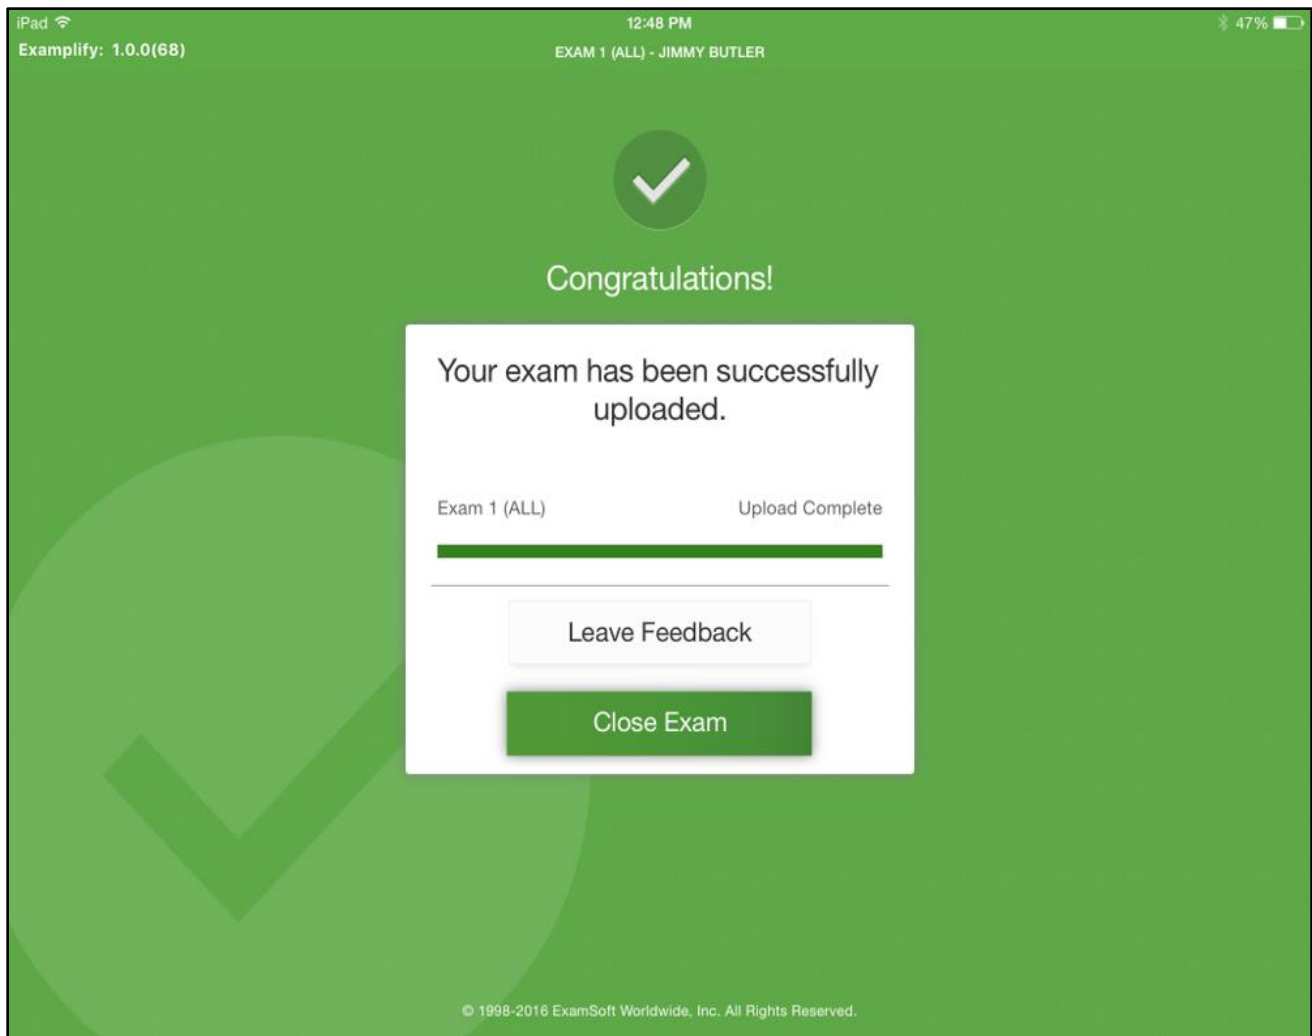 iPad 12:48 PM 47%
Examplify: 1.0.0(68) EXAM 1 (ALL) - JIMMY BUTLER
Congratulations!
Your exam has been successfully
uploaded.
Exam 1 (ALL) Upload Complete
Leave Feedback
Close Exam
© 1998-2016 ExamSoft Worldwide, Inc. All Rights Reserved.